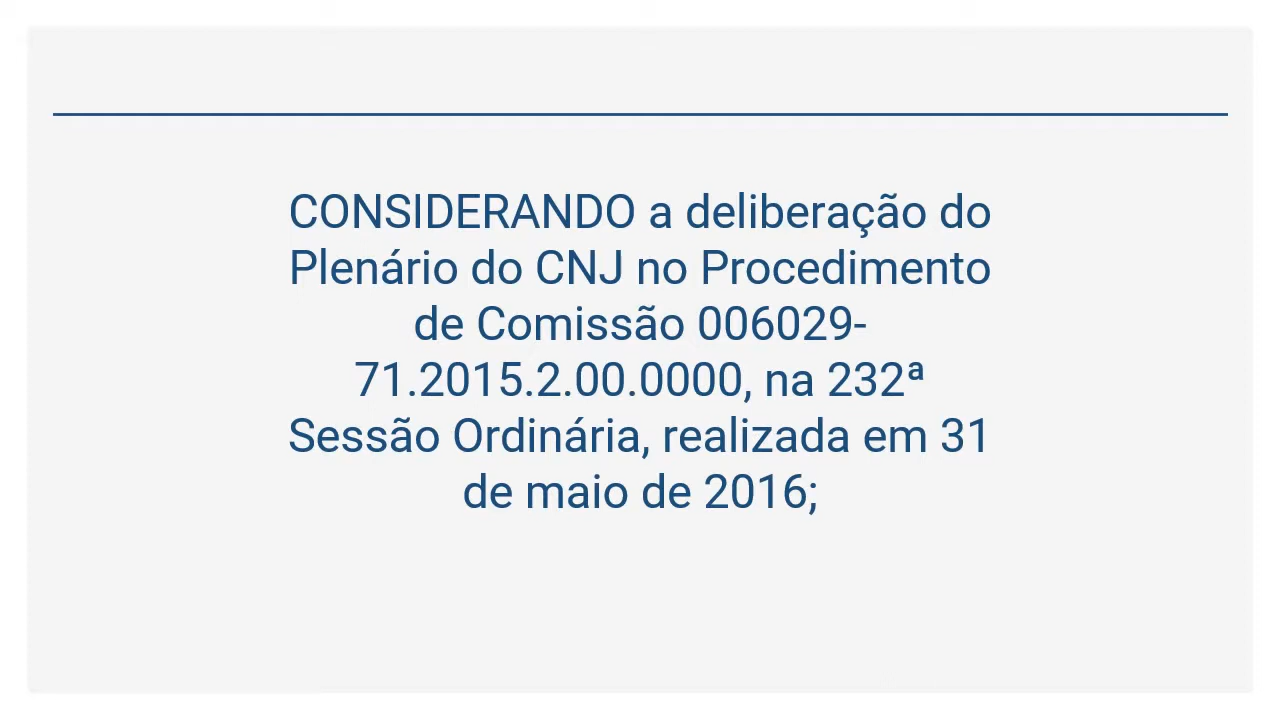 CONSIDERANDO a deliberação do
Plenário do CNJ no Procedimento
de Comissão 006029-
71.2015.2.00.0000, na 232ª
Sessão Ordinária, realizada em 31
de maio de 2016;